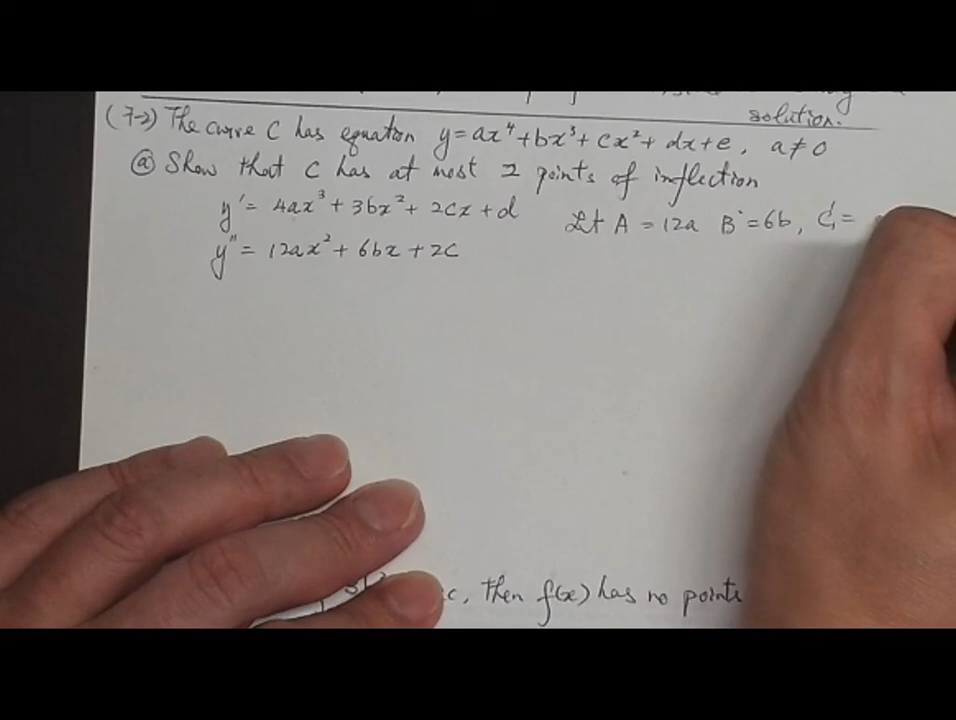 solution.
(7-2) The curve C has equation y=ax⁴+bx³+cx²+dx+e, a≠0
ⓐ Show that C has at most 2 points of inflection
y'= 4ax³+3bx²+2cx+d Let A=12a B=6b, C₁=
y''= 12ax²+6bx+2c
c, then f(x) has no points